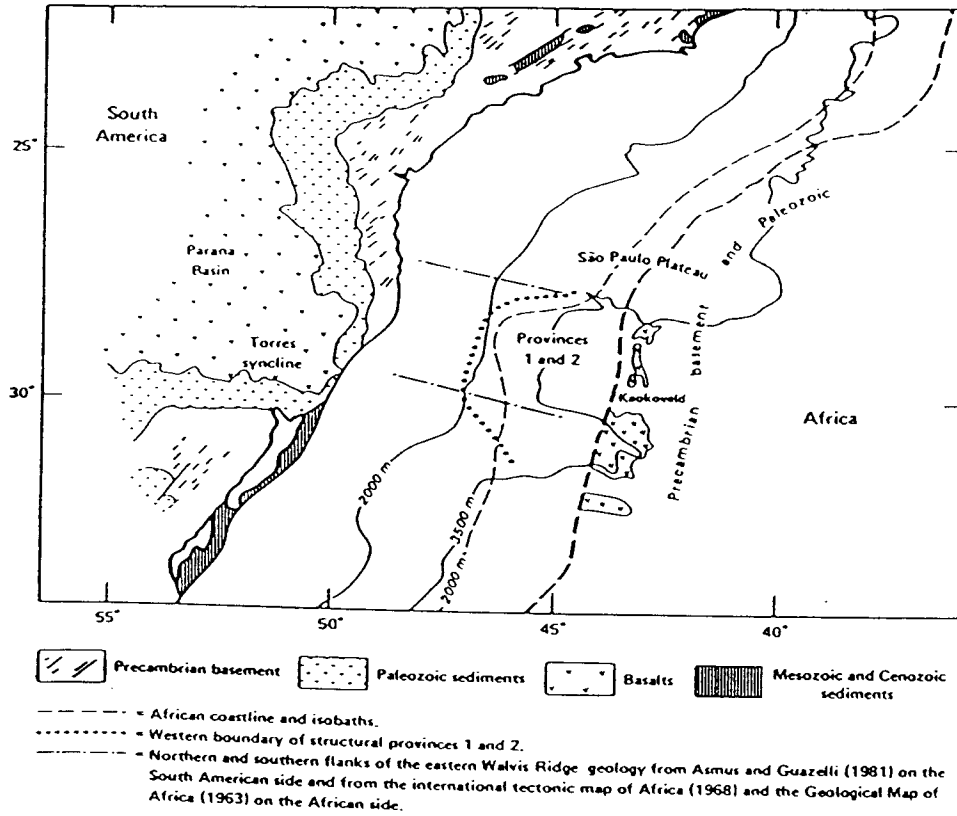 South
America
25°
Parana
Basin
São Paulo Plateau
and Paleozoic
Torres
syncline
Provinces
1 and 2
30°
Kaokoveld
Precambrian basement
Africa
2000 m
3500 m
2000 m
55°
50°
45°
40°
Precambrian basement
Paleozoic sediments
Basalts
Mesozoic and Cenozoic
sediments
= African coastline and isobaths.
= Western boundary of structural provinces 1 and 2.
= Northern and southern flanks of the eastern Walvis Ridge geology from Asmus and Guazelli (1981) on the
South American side and from the international tectonic map of Africa (1968) and the Geological Map of
Africa (1963) on the African side.